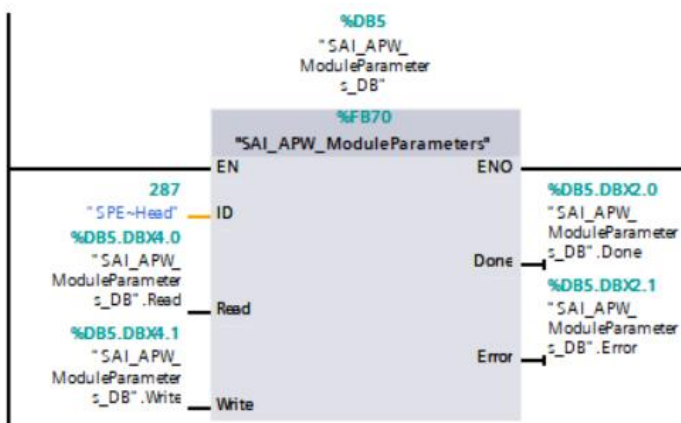 %DB5
"SAI_APW_
ModuleParameter
s_DB"
%FB70
"SAI_APW_ModuleParameters"
EN
ENO
287
"SPE~Head"
ID
%DB5.DBX4.0
"SAI_APW_
ModuleParameter
s_DB".Read
Read
%DB5.DBX4.1
"SAI_APW_
ModuleParameter
s_DB".Write
Write
%DB5.DBX2.0
"SAI_APW_
ModuleParameter
s_DB".Done
Done
%DB5.DBX2.1
"SAI_APW_
ModuleParameter
s_DB".Error
Error